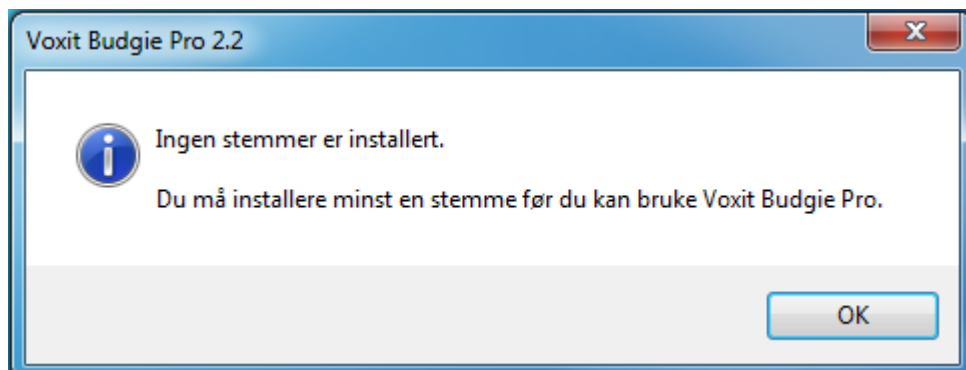 Voxit Budgie Pro 2.2
Ingen stemmer er installert.
Du må installere minst en stemme før du kan bruke Voxit Budgie Pro.
OK